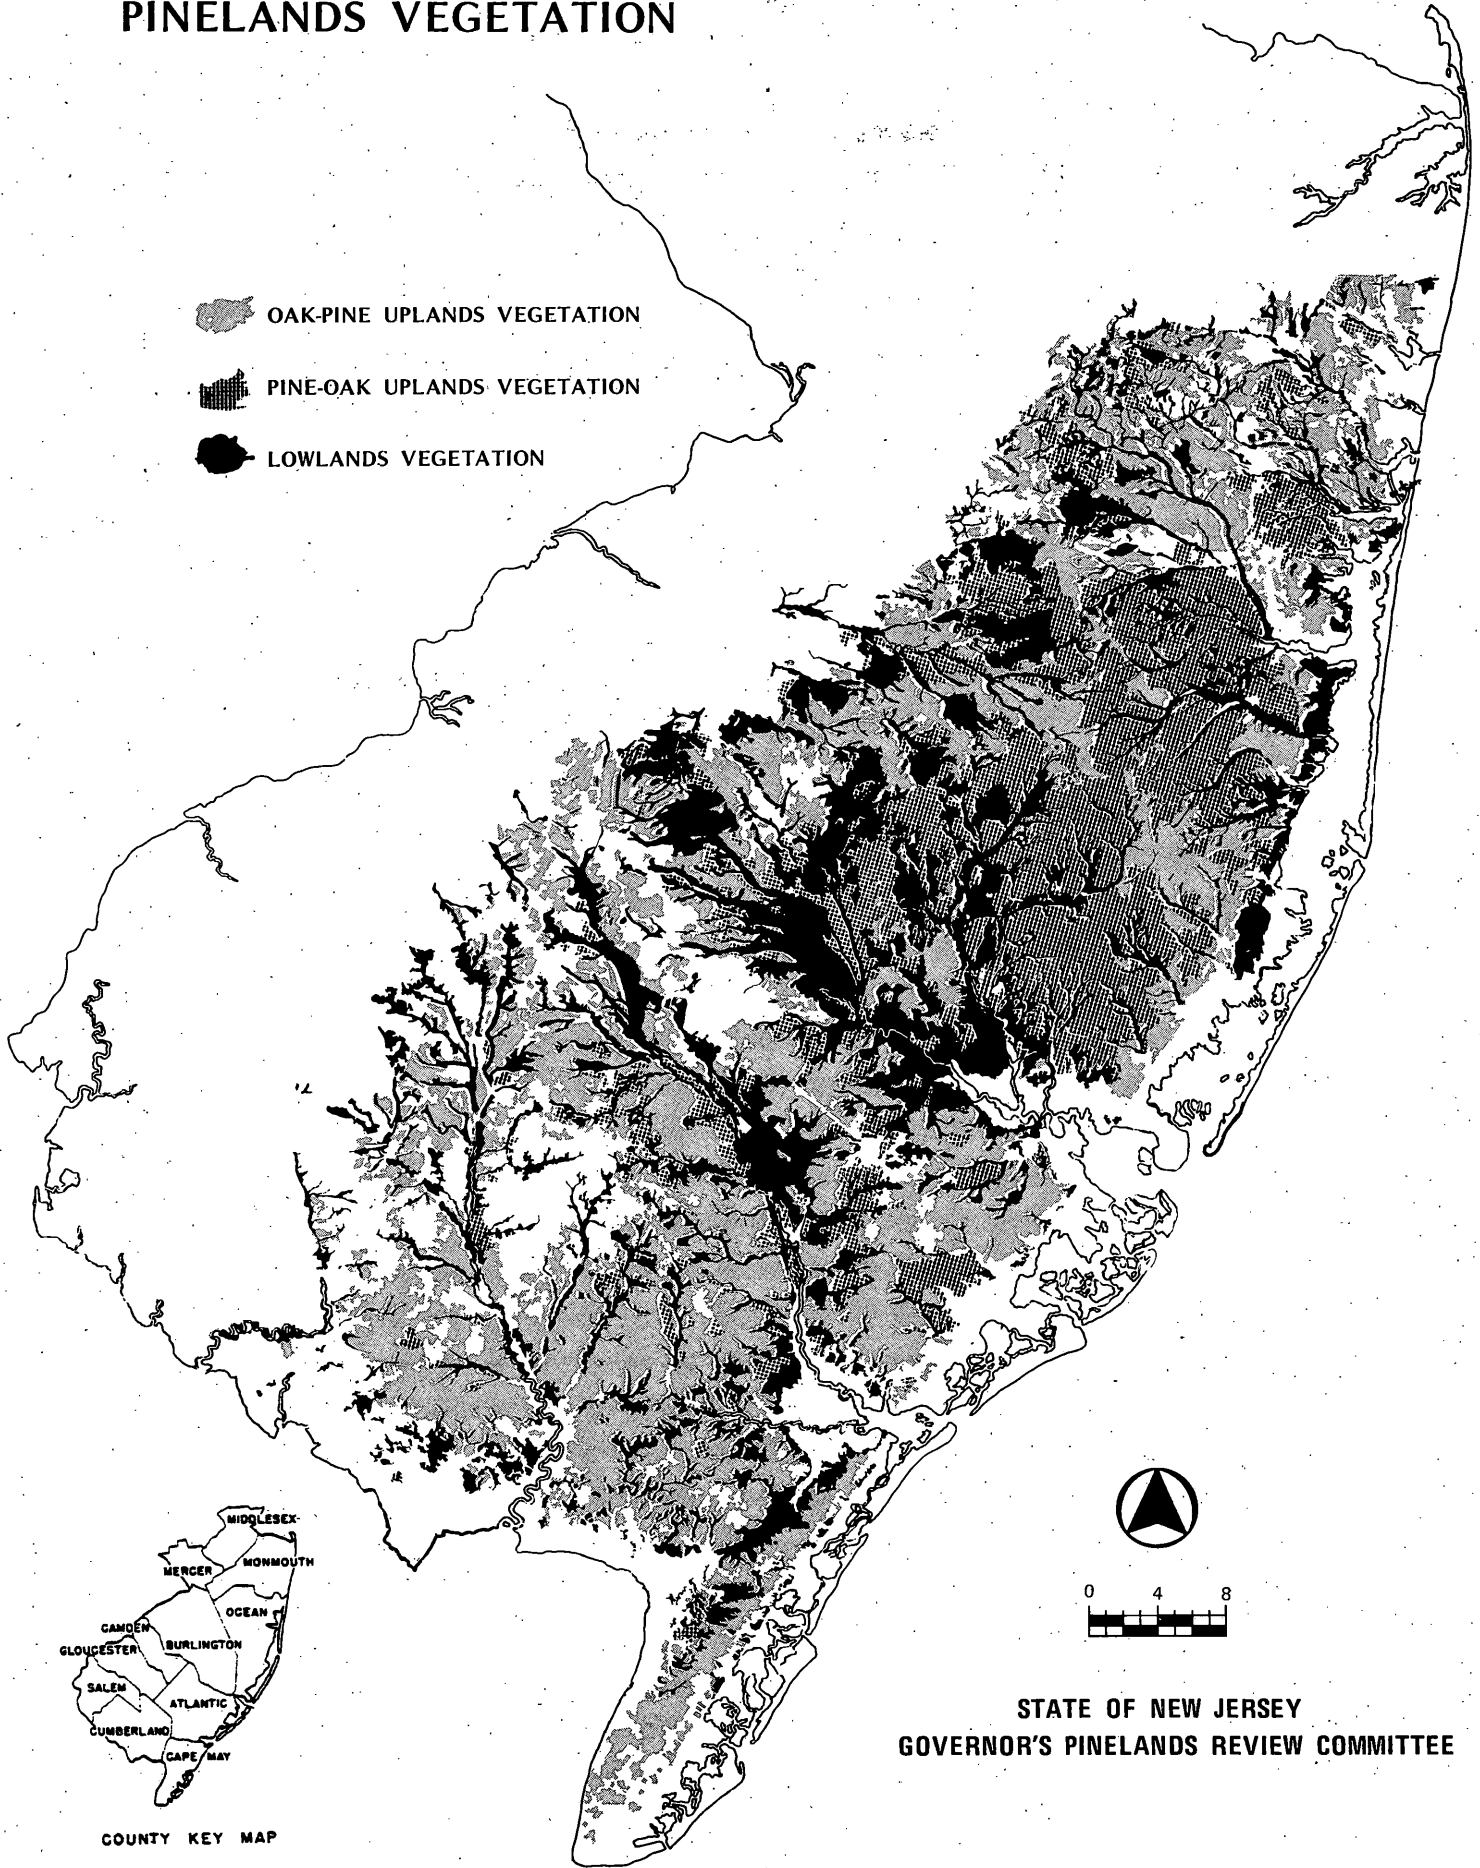 PINELANDS VEGETATION
OAK-PINE UPLANDS VEGETATION
PINE-OAK UPLANDS VEGETATION
LOWLANDS VEGETATION
MIDDLESEX
MERCER
MONMOUTH
OCEAN
CAMDEN
GLOUCESTER
BURLINGTON
SALEM
ATLANTIC
CUMBERLAND
CAPE MAY
COUNTY KEY MAP
0 4 8
STATE OF NEW JERSEY
GOVERNOR'S PINELANDS REVIEW COMMITTEE